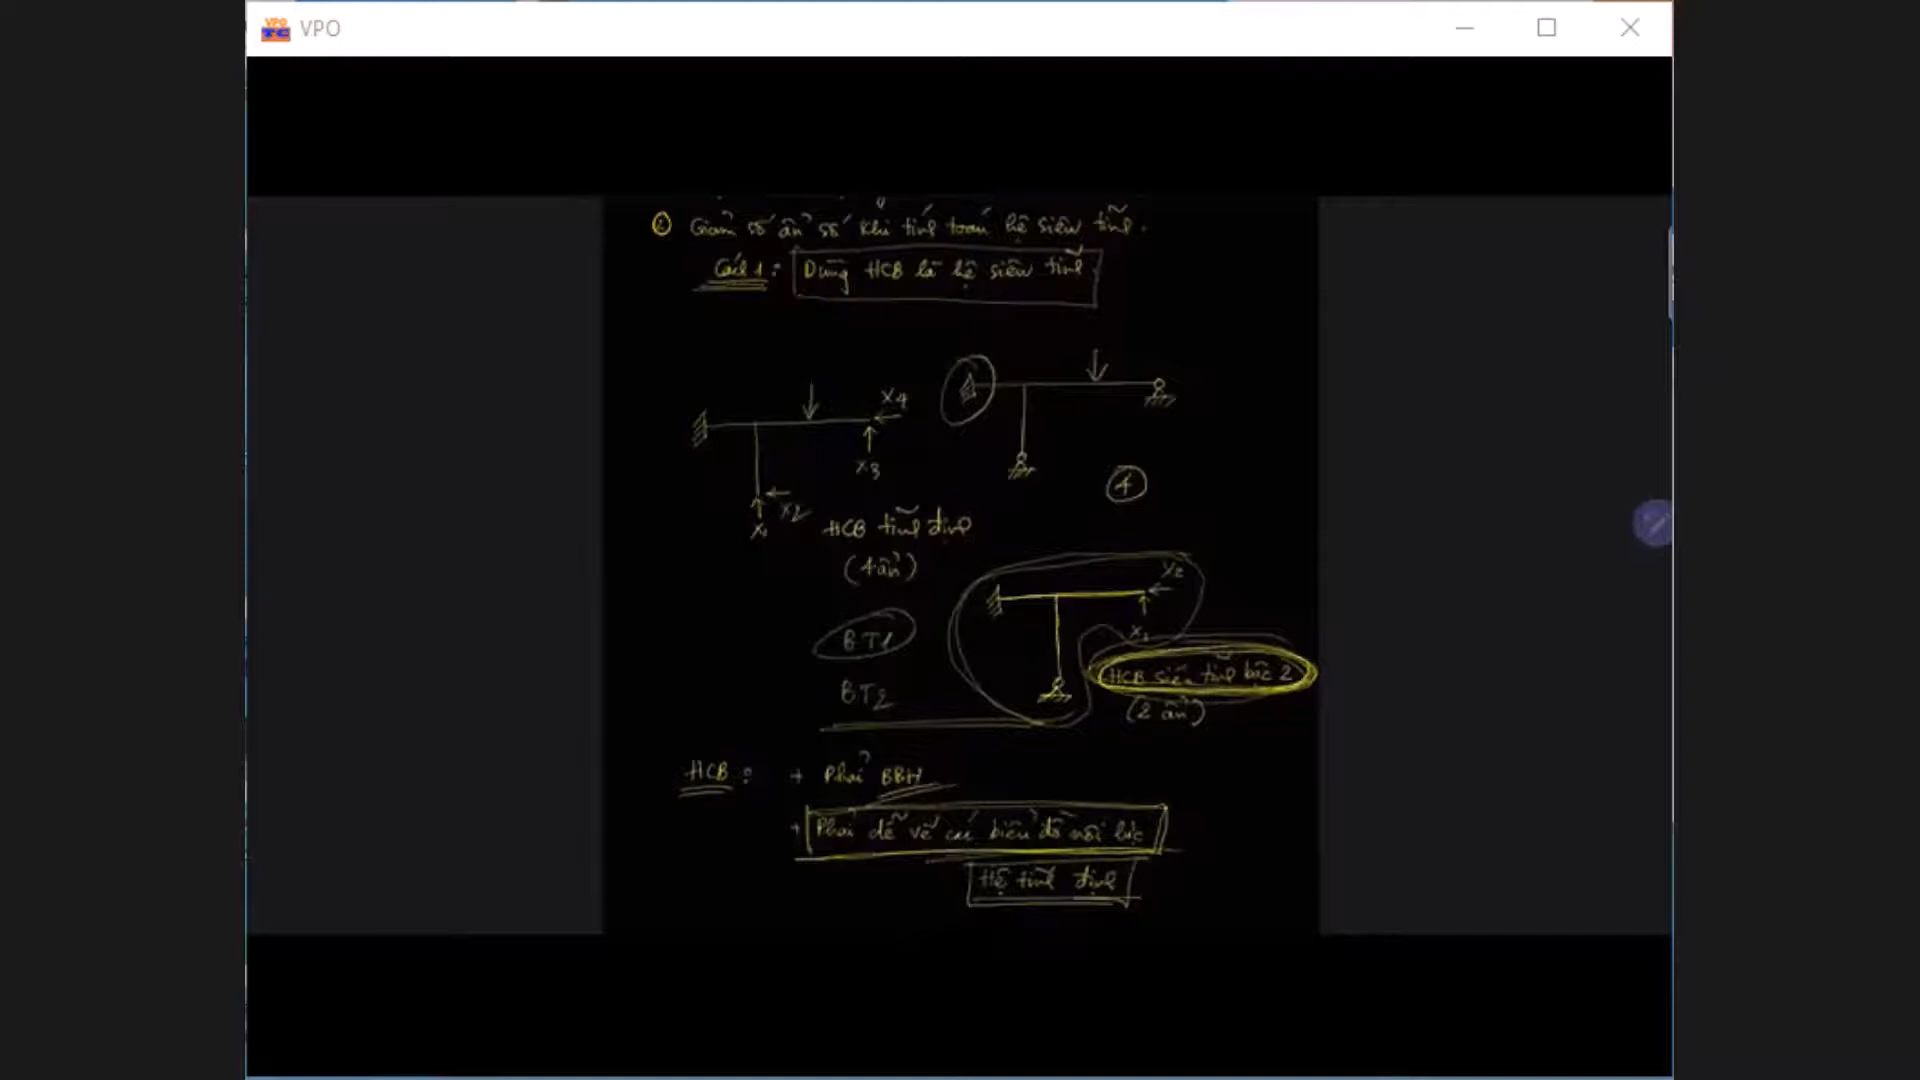 VPO
② Giảm số ẩn số khi tính toán hệ siêu tĩnh.
Cách 1: Dùng HCB là hệ siêu tĩnh
X4
X3
X1 X2
4
HCB tĩnh định
(4 ẩn)
X2
X1
BT1
HCB siêu tĩnh bậc 2
BT2
(2 ẩn)
HCB: + Phải BBH
+ Phải dễ vẽ các biểu đồ nội lực
Hệ tĩnh định